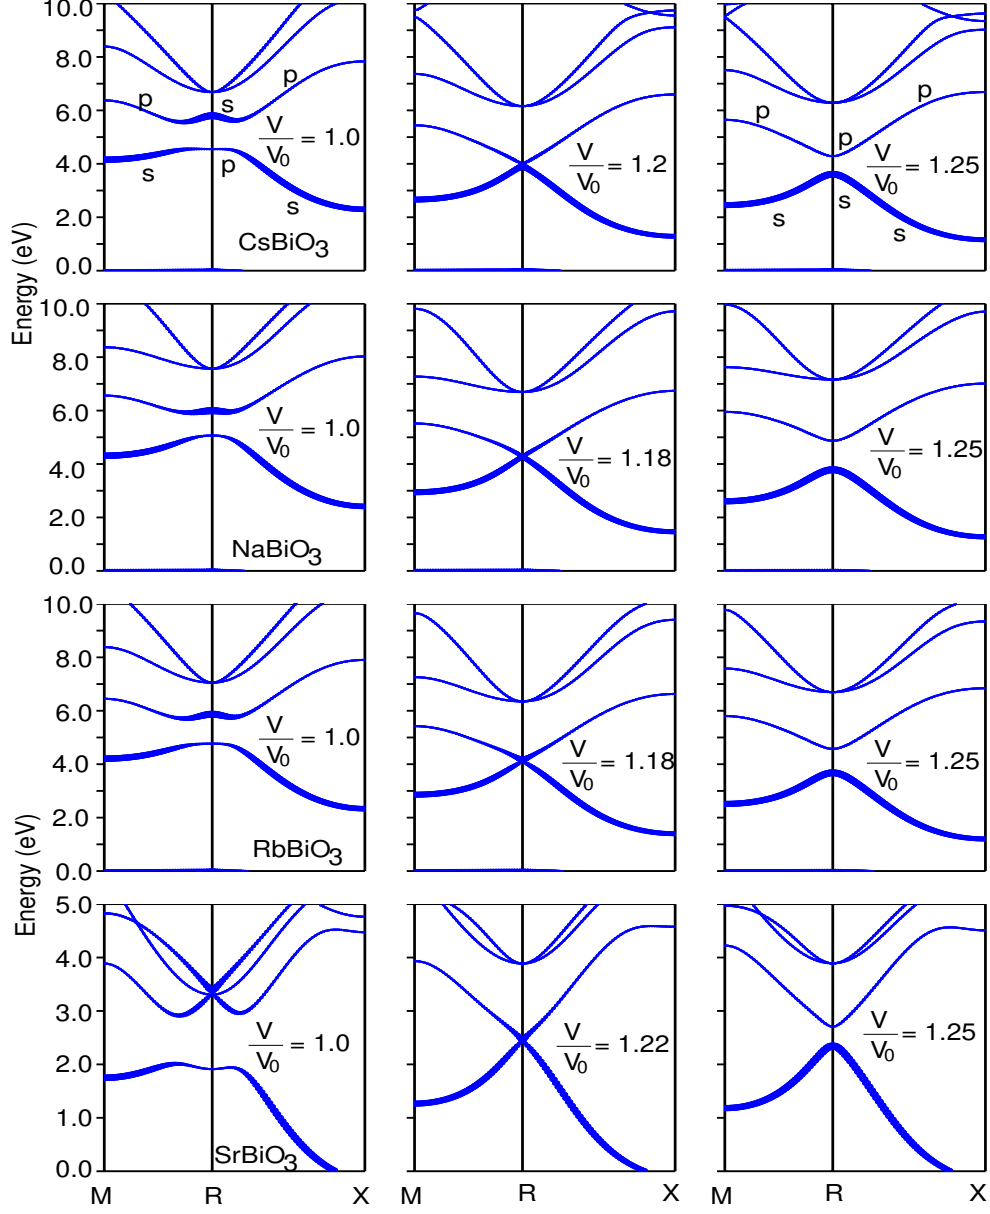 10.0
8.0
6.0
4.0
2.0
0.0
Energy (eV)
p
s
p
s
p
s
V/V0 = 1.0
CsBiO3
V/V0 = 1.2
p
p
p
s
s
s
V/V0 = 1.25
10.0
8.0
6.0
4.0
2.0
0.0
V/V0 = 1.0
NaBiO3
V/V0 = 1.18
V/V0 = 1.25
10.0
8.0
6.0
4.0
2.0
0.0
Energy (eV)
V/V0 = 1.0
RbBiO3
V/V0 = 1.18
V/V0 = 1.25
5.0
4.0
3.0
2.0
1.0
0.0
V/V0 = 1.0
SrBiO3
V/V0 = 1.22
V/V0 = 1.25
M R X
M R X
M R X